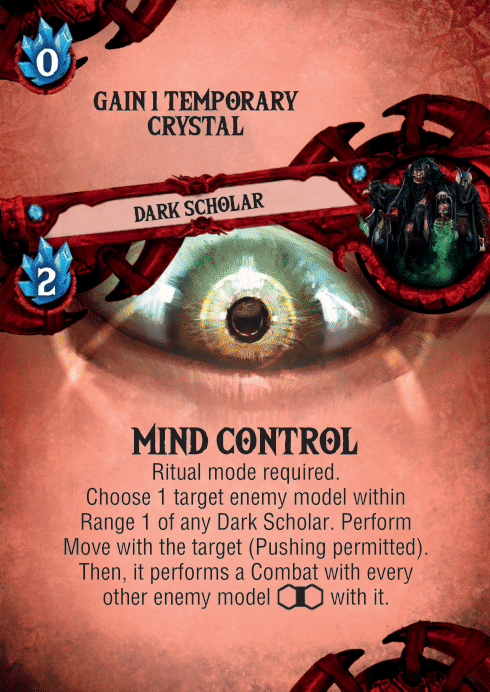 0
GAIN 1 TEMPORARY
CRYSTAL
DARK SCHOLAR
2
MIND CONTROL
Ritual mode required.
Choose 1 target enemy model within
Range 1 of any Dark Scholar. Perform
Move with the target (Pushing permitted).
Then, it performs a Combat with every
other enemy model with it.